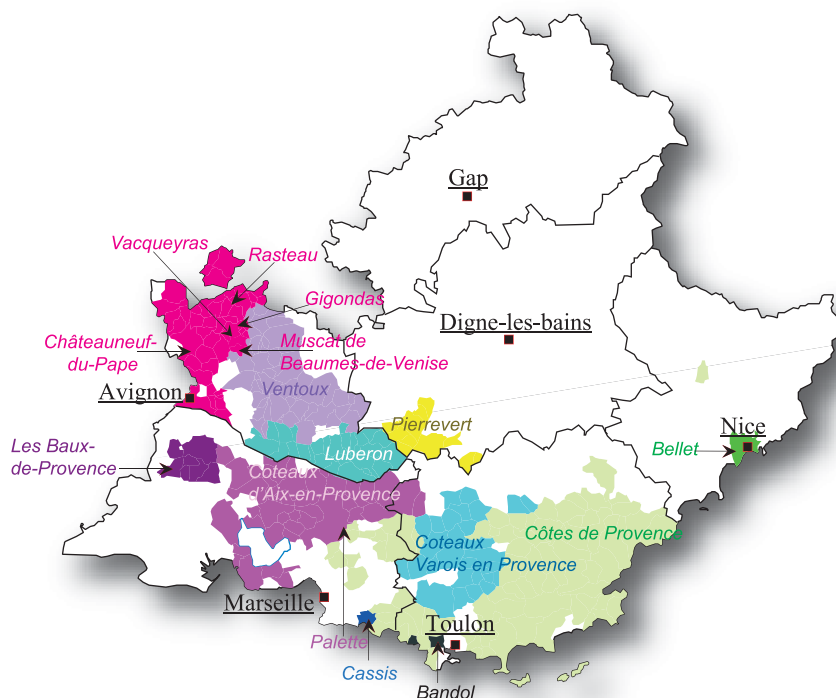 Gap
Vacqueyras
Rasteau
Gigondas
Châteauneuf-
du-Pape
Muscat de
Beaumes-de-Venise
Digne-les-bains
Avignon
Ventoux
Pierrevert
Nice
Bellet
Les Baux-
de-Provence
Luberon
Coteaux
d'Aix-en-Provence
Côtes de Provence
Coteaux
Varois en Provence
Marseille
Toulon
Palette
Cassis
Bandol